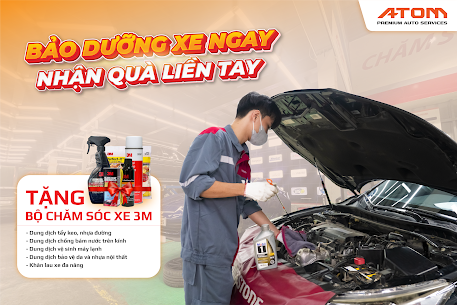 ATOM
PREMIUM AUTO SERVICES
BẢO DƯỠNG XE NGAY
NHẬN QUÀ LIỀN TAY
3M
TẶNG
BỘ CHĂM SÓC XE 3M
- Dung dịch tẩy keo, nhựa đường
- Dung dịch chống bám nước trên kính
- Dung dịch vệ sinh máy lạnh
- Dung dịch bảo vệ da và nhựa nội thất
- Khăn lau xe đa năng